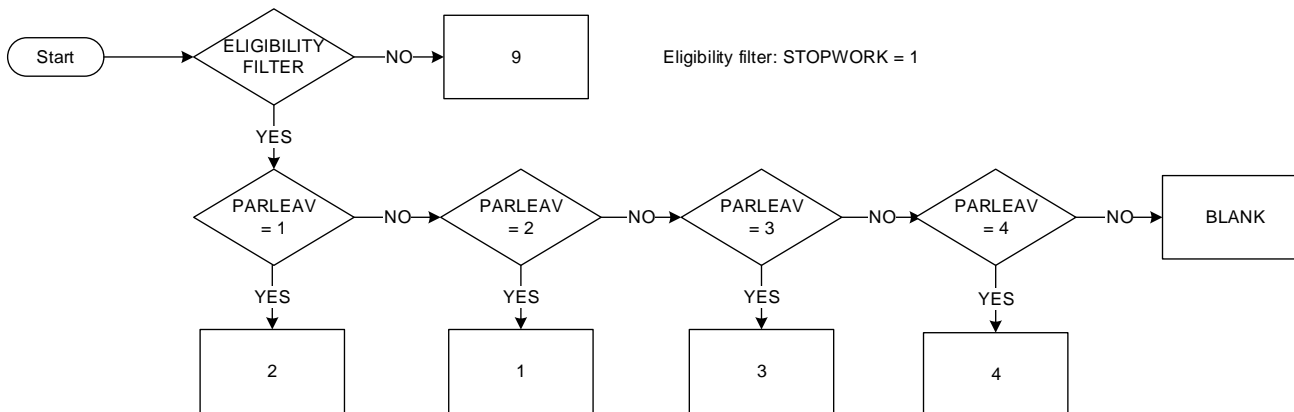 Start
ELIGIBILITY
FILTER
NO
9
Eligibility filter: STOPWORK = 1
YES
PARLEAV
= 1
NO
PARLEAV
= 2
NO
PARLEAV
= 3
NO
PARLEAV
= 4
NO
BLANK
YES
YES
YES
YES
2
1
3
4